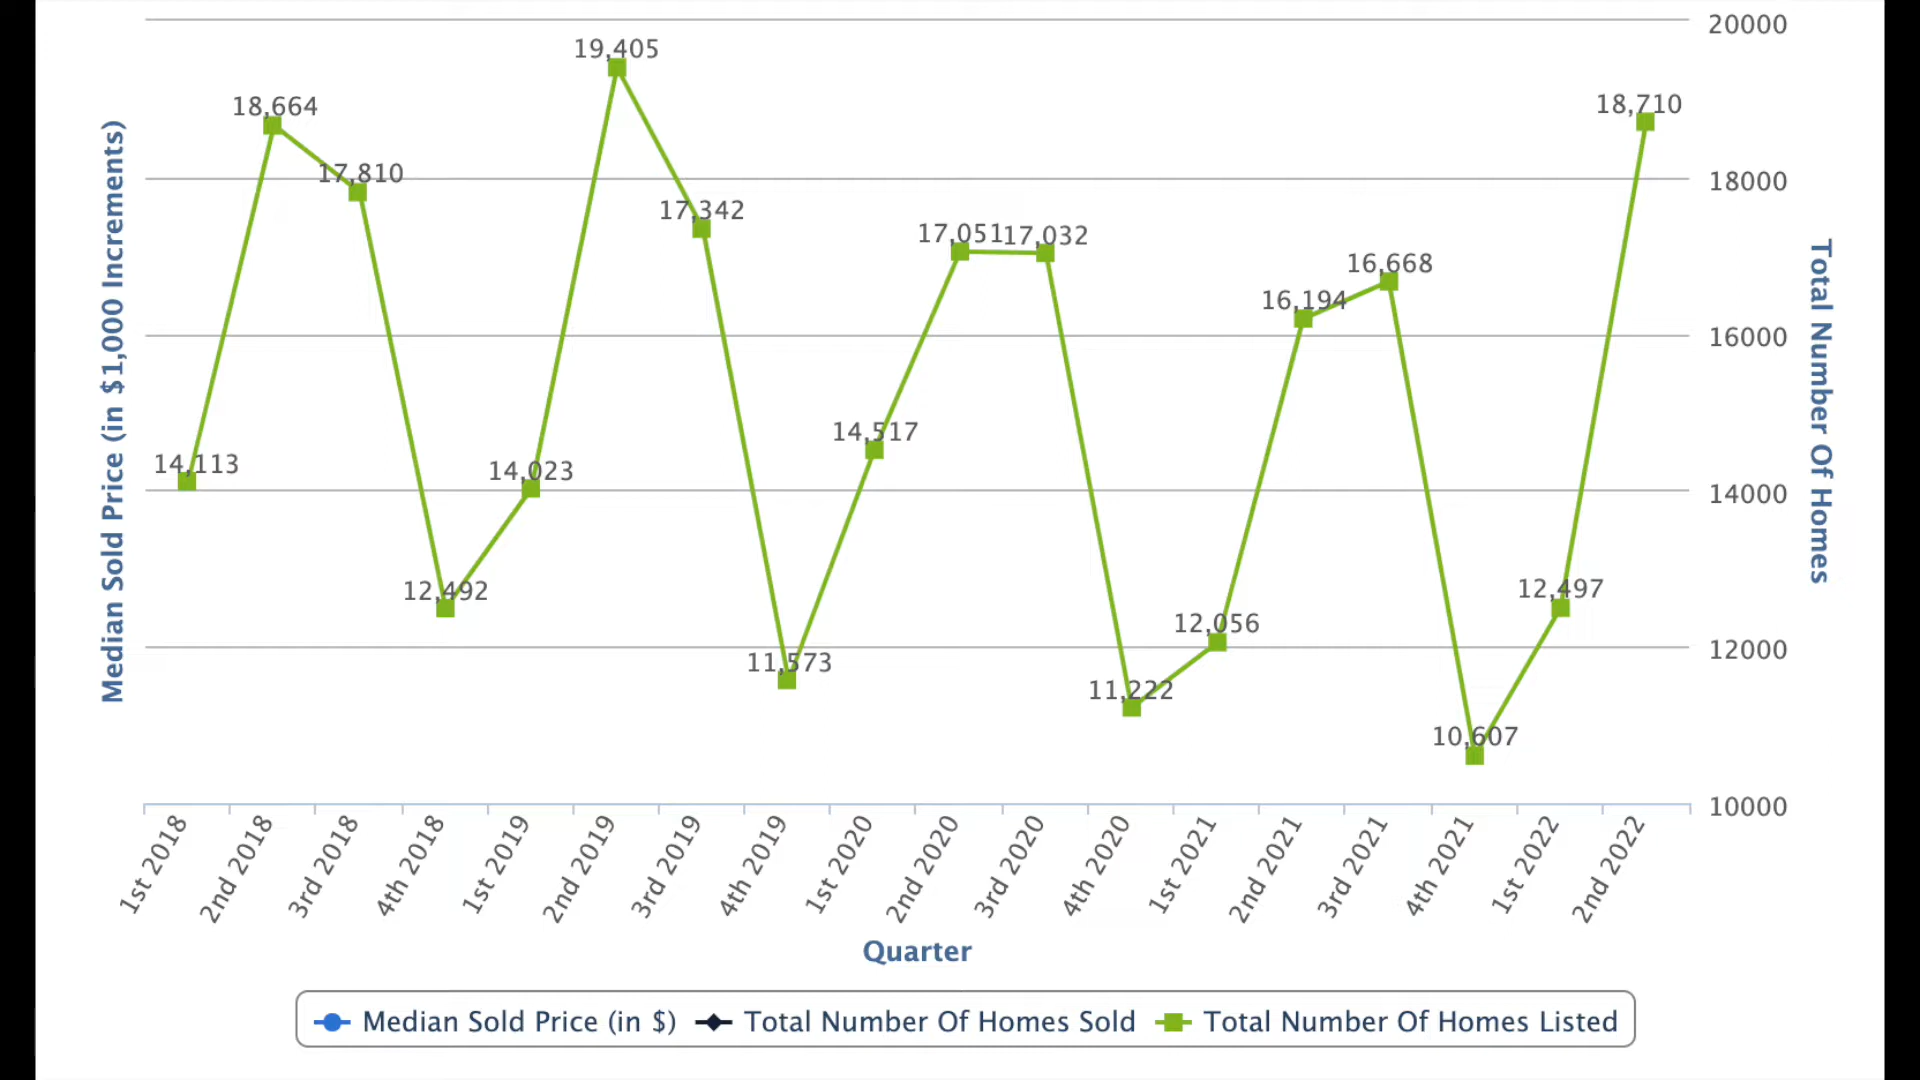 20000
19,405
18,664
18,710
17,810
18000
17,342
17,051
17,032
16,668
16,194
16000
14,517
14,113
14,023
14000
12,492
12,497
12,056
12000
11,573
11,222
10,607
10000
Median Sold Price (in $1,000 Increments)
Total Number Of Homes
1st 2018
2nd 2018
3rd 2018
4th 2018
1st 2019
2nd 2019
3rd 2019
4th 2019
1st 2020
2nd 2020
3rd 2020
4th 2020
1st 2021
2nd 2021
3rd 2021
4th 2021
1st 2022
2nd 2022
Quarter
Median Sold Price (in $) Total Number Of Homes Sold Total Number Of Homes Listed